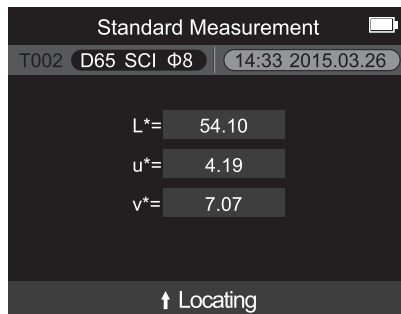 Standard Measurement
T002 D65 SCI Φ8 14:33 2015.03.26
L*= 54.10
u*= 4.19
v*= 7.07
Locating